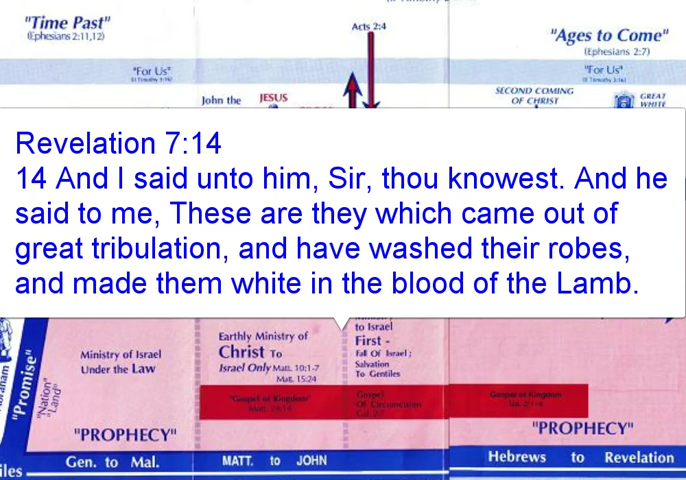 "Time Past"
(Ephesians 2:11,12)
Acts 2:4
"Ages to Come"
(Ephesians 2:7)
"For Us"
"For Us"
John the
JESUS
SECOND COMING
OF CHRIST
GREAT
WHITE
Revelation 7:14
14 And I said unto him, Sir, thou knowest. And he
said to me, These are they which came out of
great tribulation, and have washed their robes,
and made them white in the blood of the Lamb.
"Promise"
"Nation"
"Land"
Ministry of Israel
Under the Law
"PROPHECY"
Earthly Ministry of
Christ To
Israel Only Matt. 10:1-7
Matt. 15:24
"Gospel of Kingdom"
to Israel
First -
Fall Of Israel;
Salvation
To Gentiles
Gospel
Of Circumcision
Gospel of Kingdom
"PROPHECY"
Gen. to Mal.
MATT. to JOHN
Hebrews to Revelation